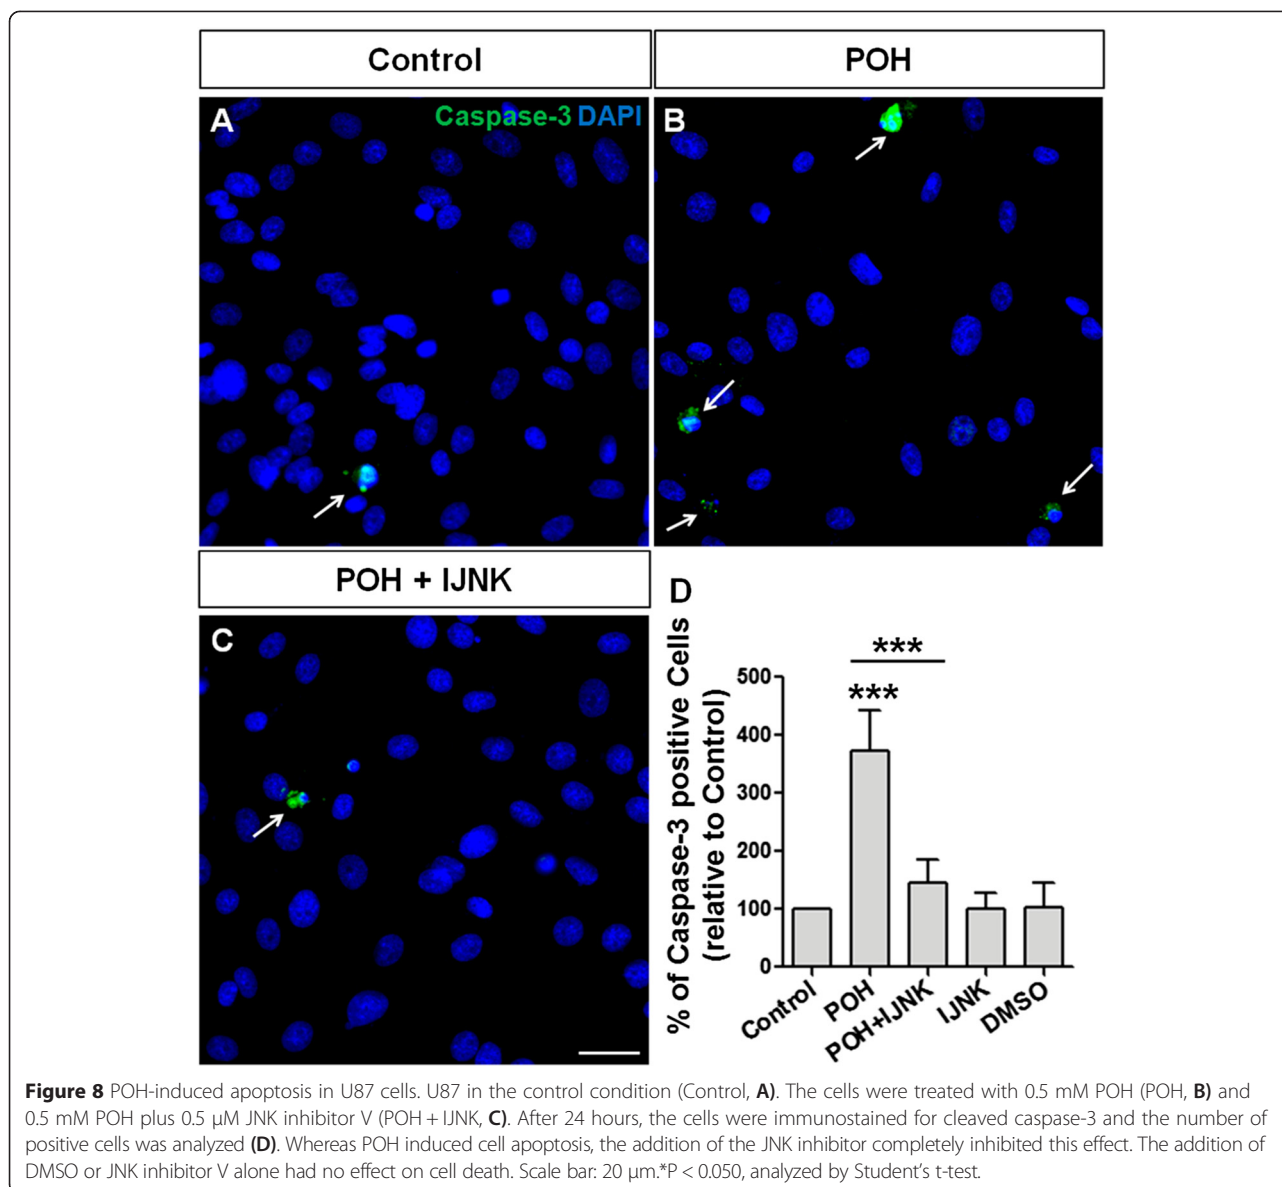 Control
POH
A
Caspase-3 DAPI
B
POH + IJNK
C
D
% of Caspase-3 positive Cells
(relative to Control)
***
***
500
400
300
200
100
0
Control
POH
POH+IJNK
IJNK
DMSO
Figure 8 POH-induced apoptosis in U87 cells. U87 in the control condition (Control, A). The cells were treated with 0.5 mM POH (POH, B) and
0.5 mM POH plus 0.5 μM JNK inhibitor V (POH + IJNK, C). After 24 hours, the cells were immunostained for cleaved caspase-3 and the number of
positive cells was analyzed (D). Whereas POH induced cell apoptosis, the addition of the JNK inhibitor completely inhibited this effect. The addition of
DMSO or JNK inhibitor V alone had no effect on cell death. Scale bar: 20 μm.*P < 0.050, analyzed by Student's t-test.